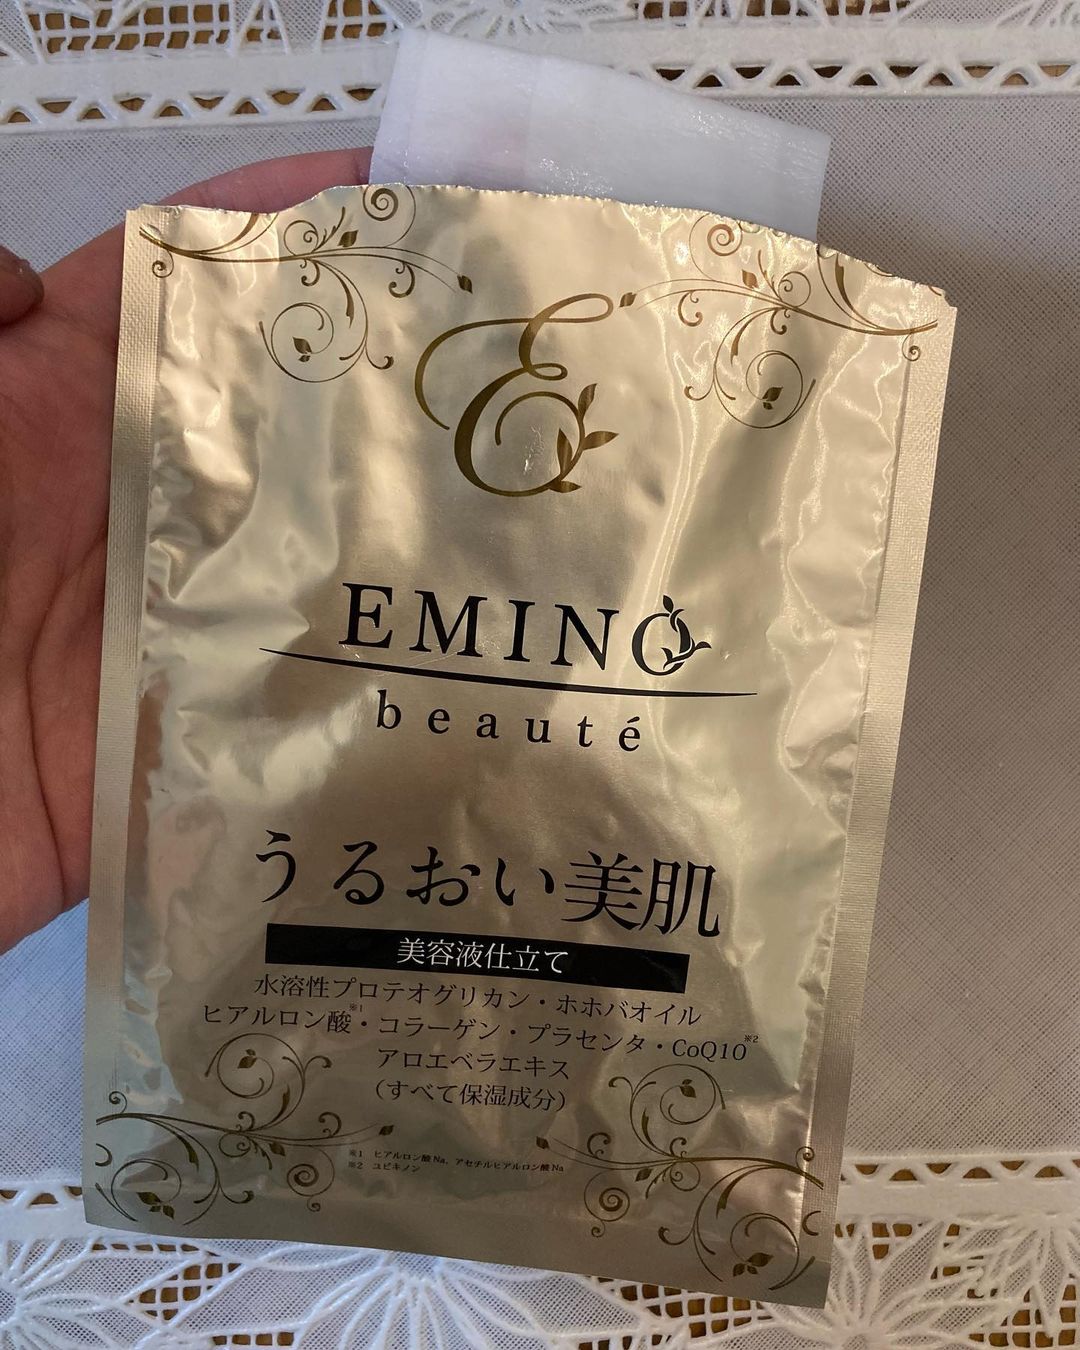 E
EMINO
beauté
うるおい美肌
美容液仕立て
水溶性プロテオグリカン・ホホバオイル
ヒアルロン酸※1・コラーゲン・プラセンタ・CoQ10※2
アロエベラエキス
(すべて保湿成分)
※1 ヒアルロン酸Na、アセチルヒアルロン酸Na
※2 ユビキノン